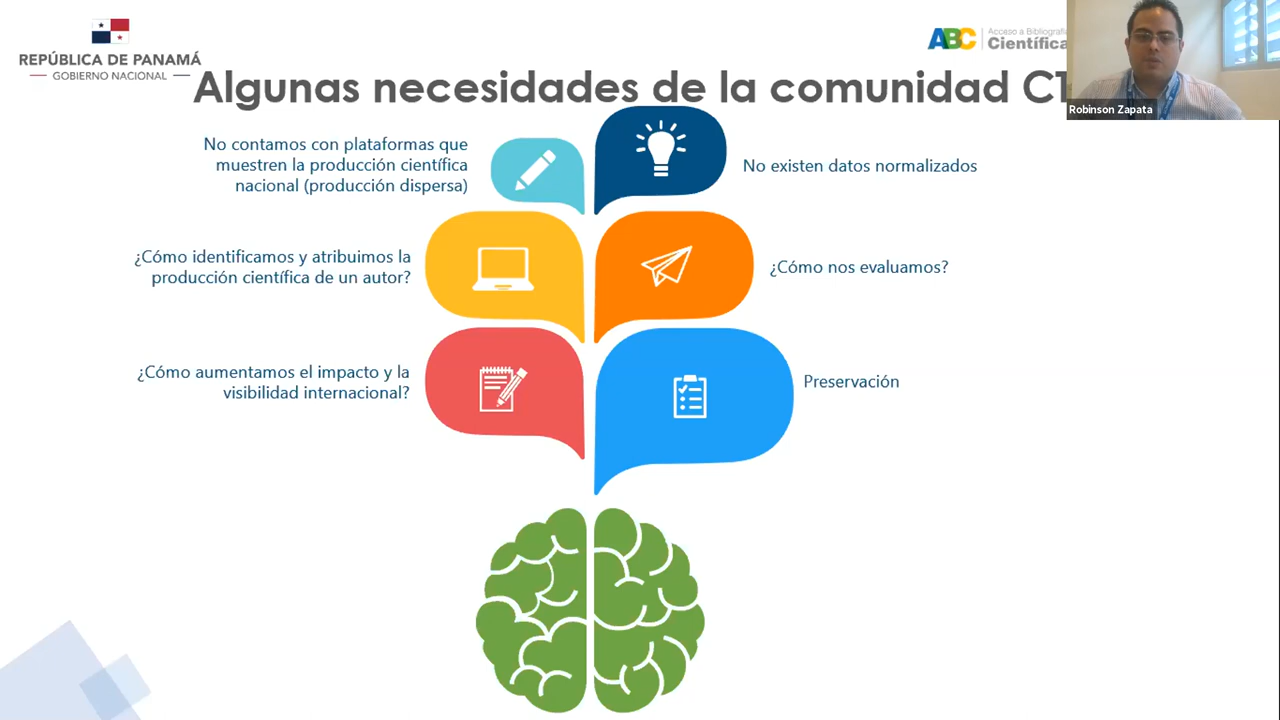 REPÚBLICA DE PANAMÁ
GOBIERNO NACIONAL
ABC
Acceso a Bibliografía
Científica
Robinson Zapata
Algunas necesidades de la comunidad
No contamos con plataformas que
muestren la producción científica
nacional (producción dispersa)
No existen datos normalizados
¿Cómo identificamos y atribuimos la
producción científica de un autor?
¿Cómo nos evaluamos?
¿Cómo aumentamos el impacto y la
visibilidad internacional?
Preservación